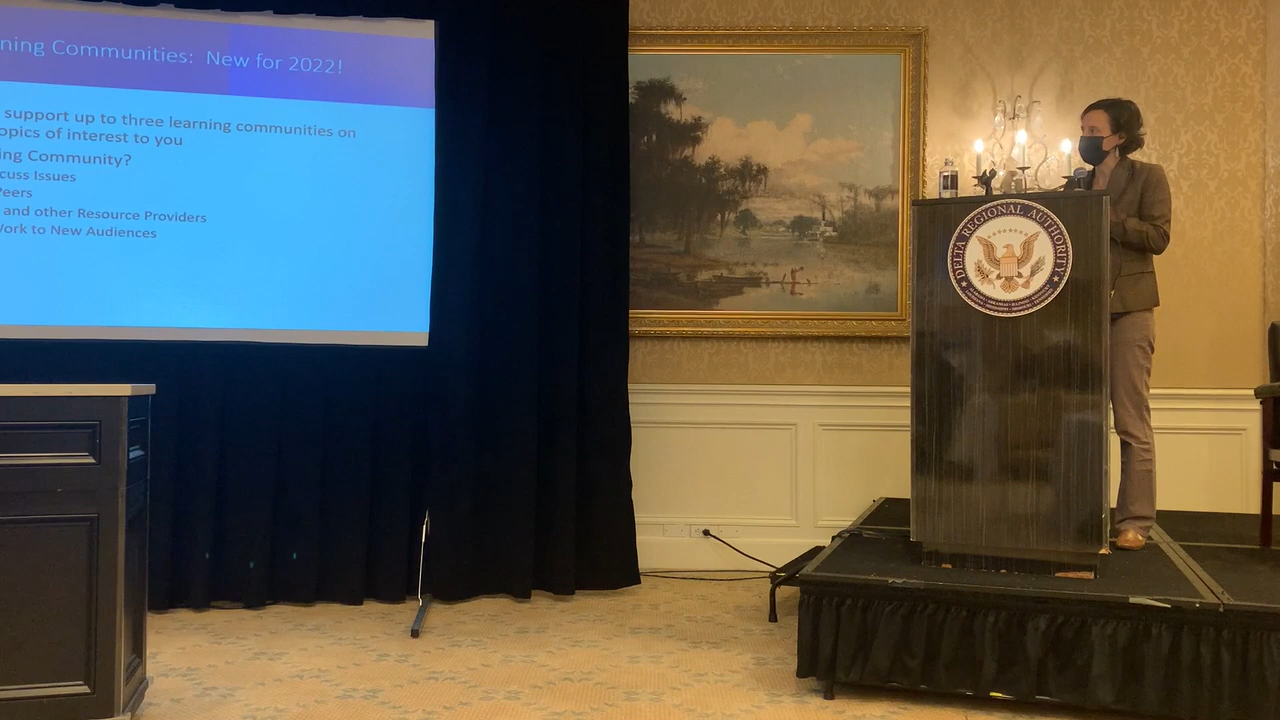 ning Communities: New for 2022!
support up to three learning communities on
opics of interest to you
ing Community?
cuss Issues
Peers
and other Resource Providers
Work to New Audiences
DELTA REGIONAL AUTHORITY